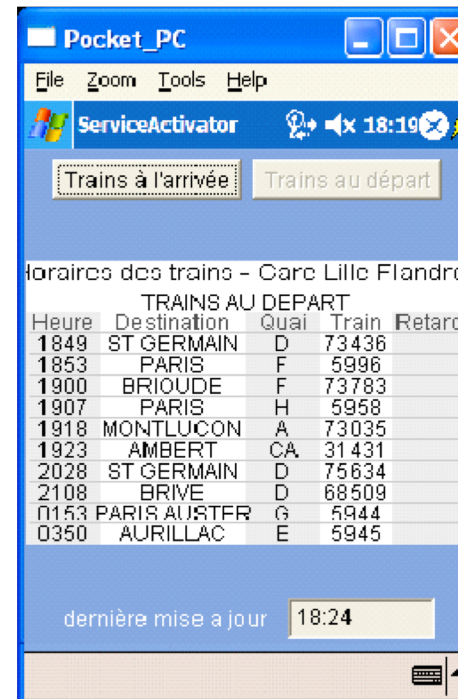 Pocket_PC
File Zoom Tools Help
ServiceActivator 18:19
Trains à l'arrivée Trains au départ
Horaires des trains - Gare Lille Flandre
TRAINS AU DEPART
Heure Destination Quai Train Retard
1849 ST GERMAIN D 73436
1853 PARIS F 5996
1900 BRIOUDE F 73783
1907 PARIS H 5958
1918 MONTLUCON A 73035
1923 AMBERT CA 31431
2028 ST GERMAIN D 75634
2108 BRIVE D 68509
0153 PARIS AUSTER G 5944
0350 AURILLAC E 5945
dernière mise a jour 18:24